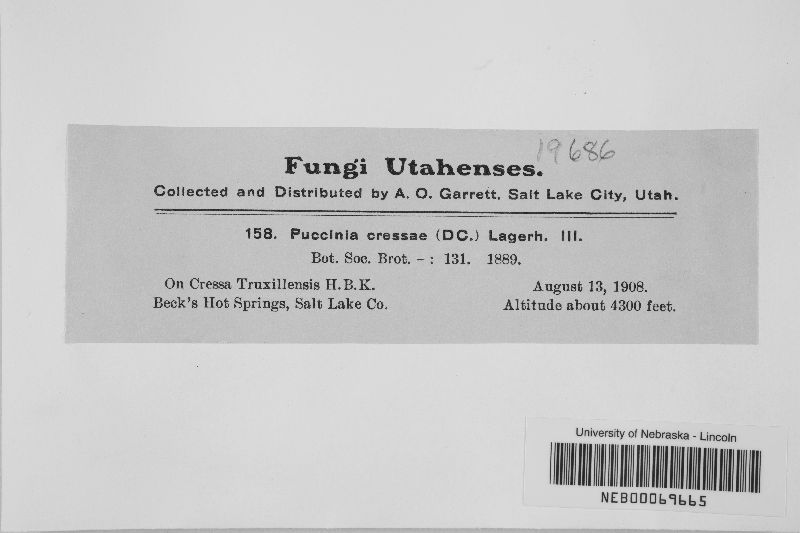 19686
Fungi Utahenses.
Collected and Distributed by A. O. Garrett, Salt Lake City, Utah.
158. Puccinia cressae (DC.) Lagerh. III.
Bot. Soc. Brot. - : 131. 1889.
On Cressa Truxillensis H.B.K. August 13, 1908.
Beck's Hot Springs, Salt Lake Co. Altitude about 4300 feet.
University of Nebraska - Lincoln
NEB00069665